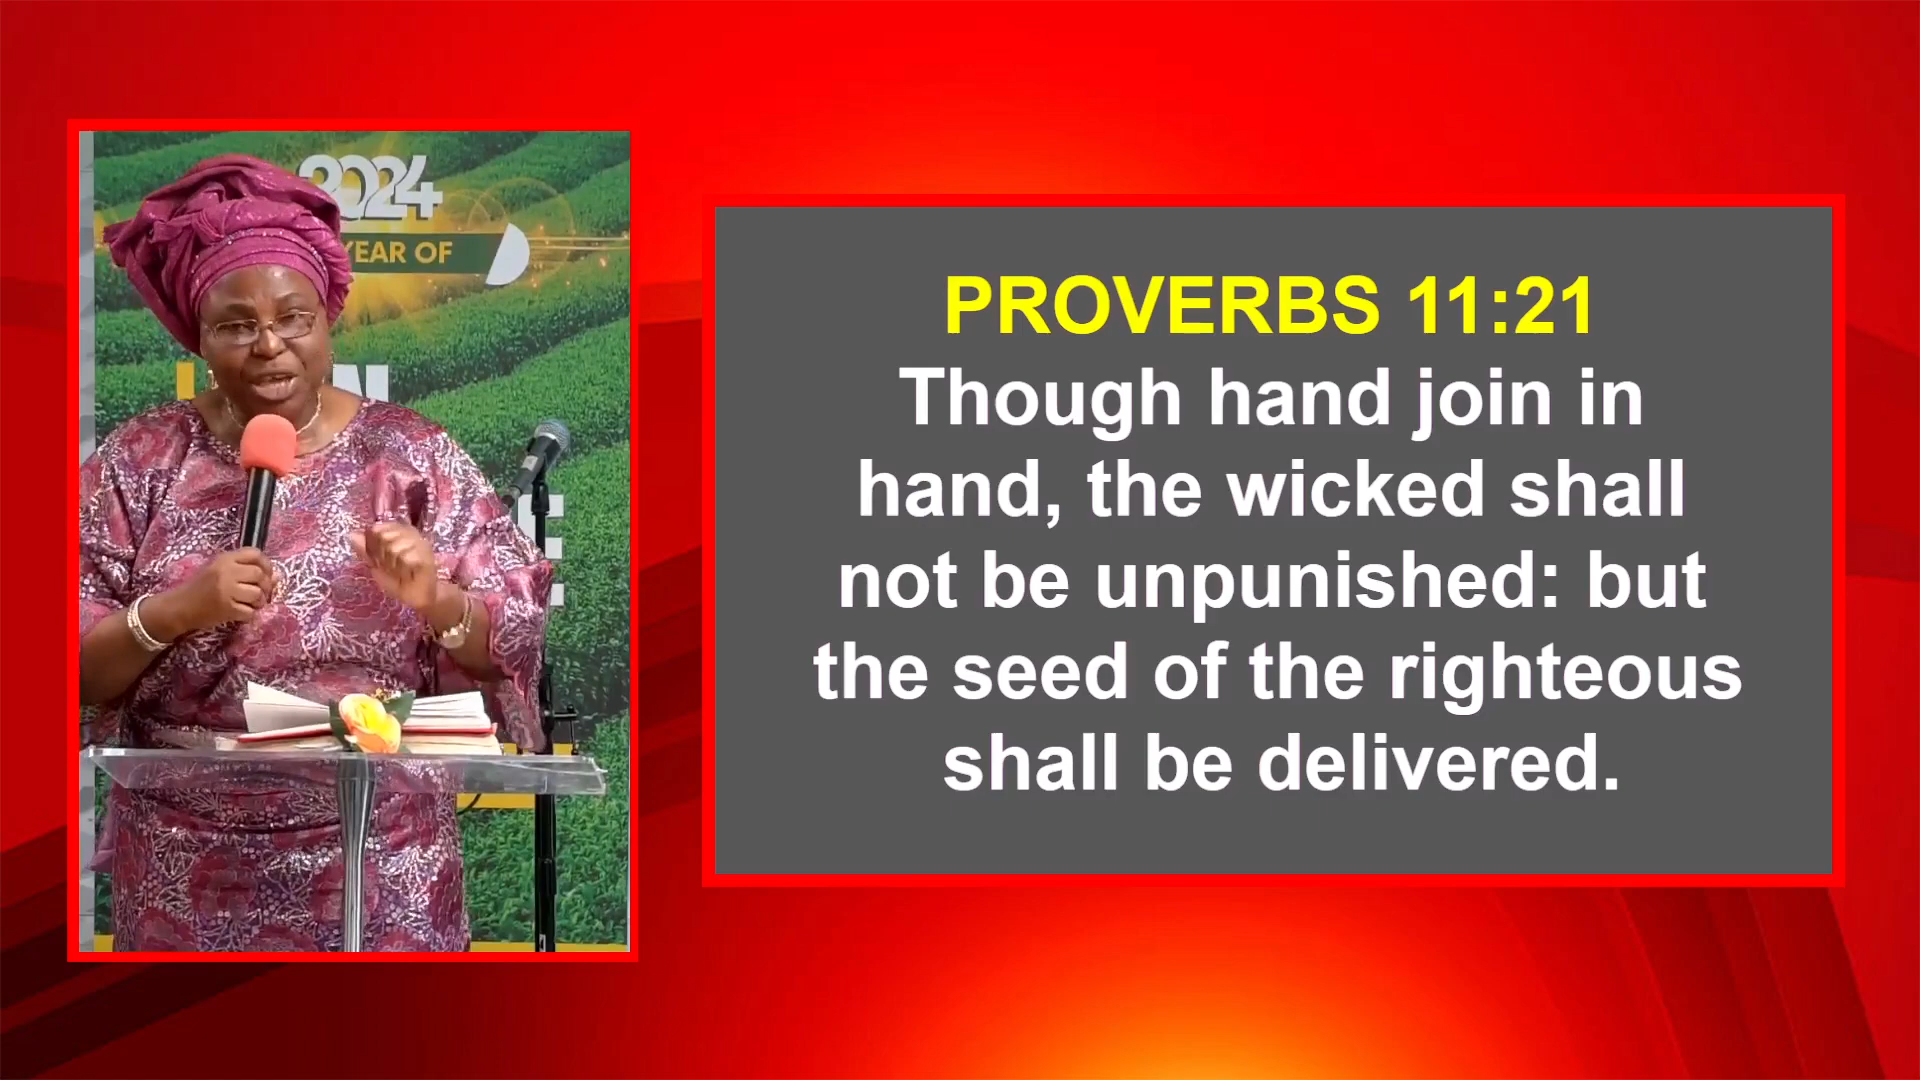 2024
YEAR OF
PROVERBS 11:21
Though hand join in
hand, the wicked shall
not be unpunished: but
the seed of the righteous
shall be delivered.